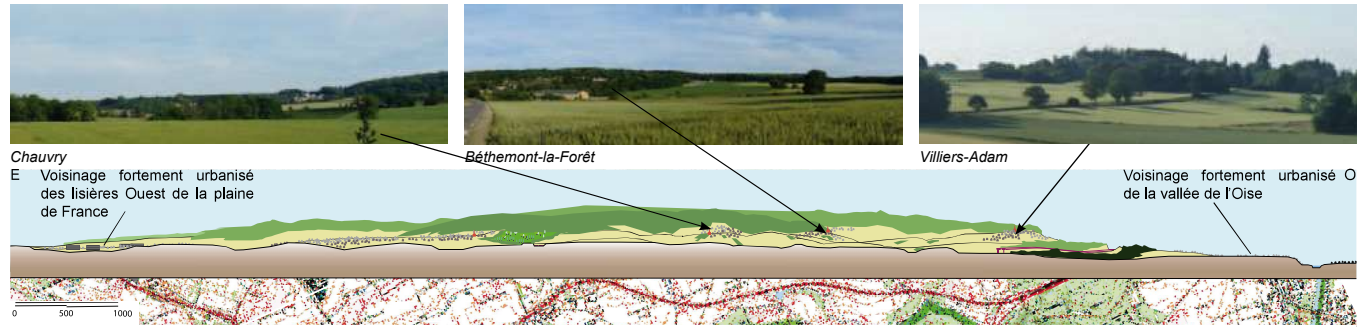 Chauvry
Béthemont-la-Forêt
Villiers-Adam
E
Voisinage fortement urbanisé
des lisières Ouest de la plaine
de France
Voisinage fortement urbanisé
de la vallée de l'Oise
O
0 500 1000